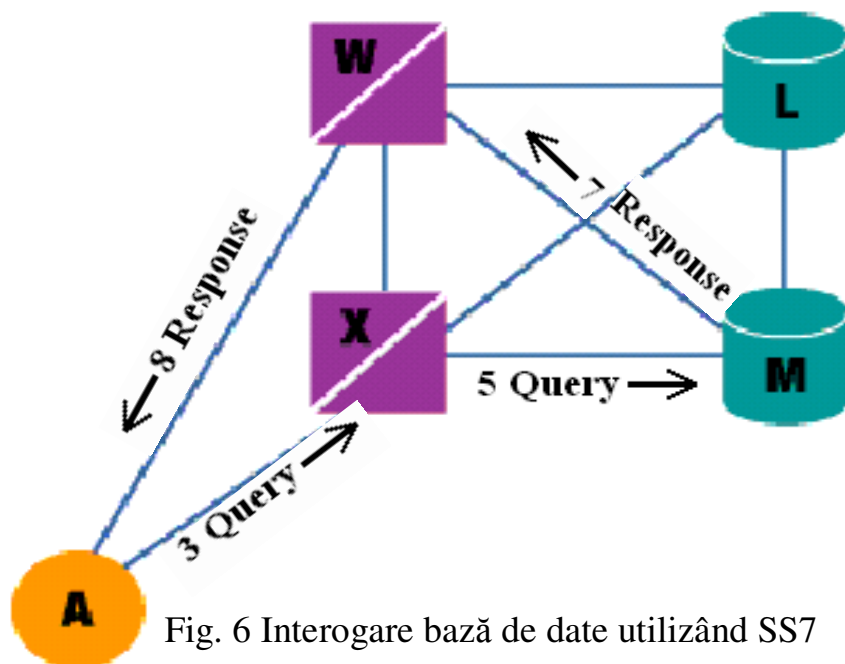 W
L
7 Response
8 Response
X
5 Query
M
3 Query
A
Fig. 6 Interogare bază de date utilizând SS7